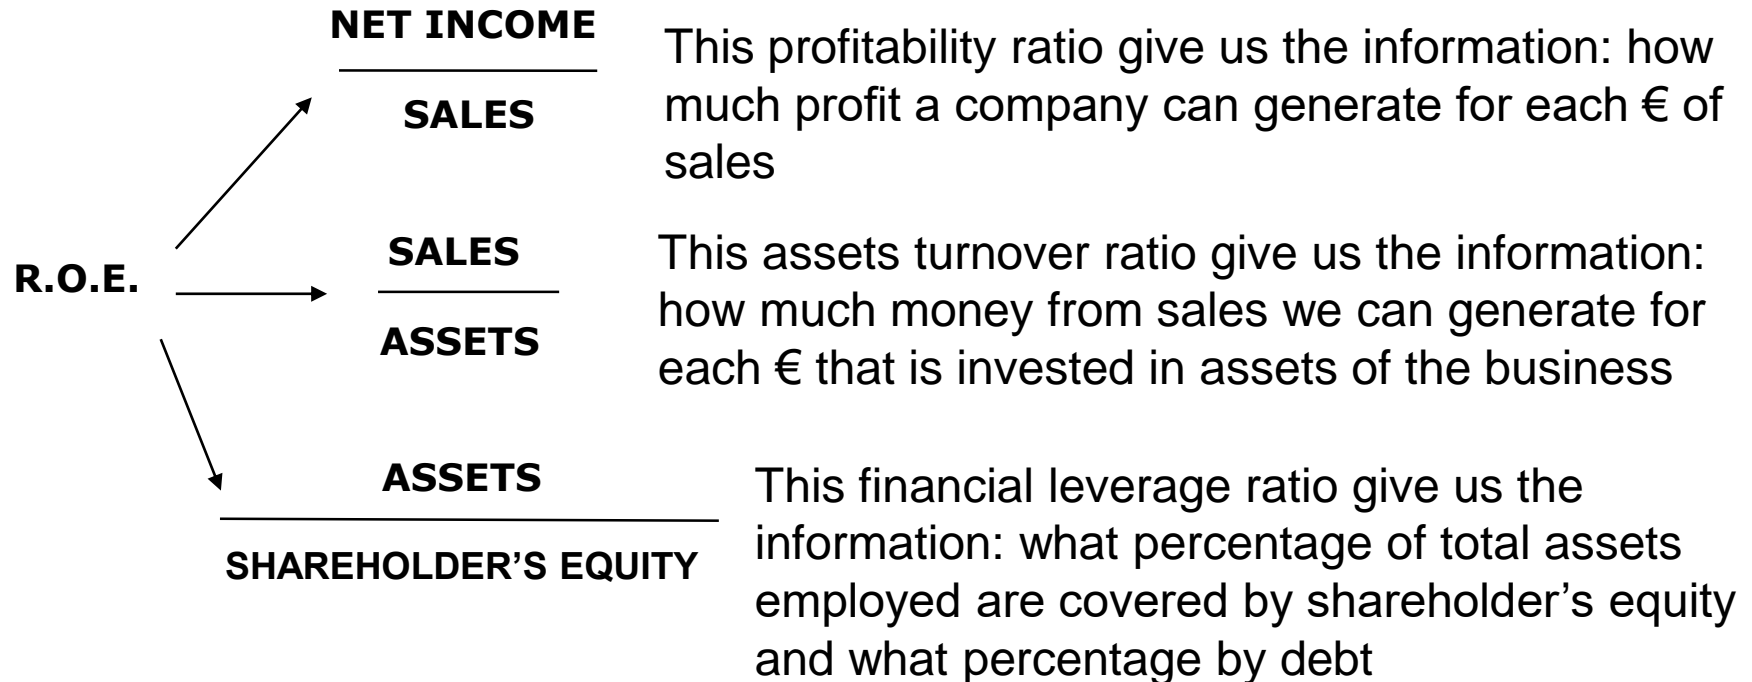 NET INCOME
SALES
This profitability ratio give us the information: how
much profit a company can generate for each € of
sales
R.O.E.
SALES
ASSETS
This assets turnover ratio give us the information:
how much money from sales we can generate for
each € that is invested in assets of the business
ASSETS
SHAREHOLDER’S EQUITY
This financial leverage ratio give us the
information: what percentage of total assets
employed are covered by shareholder’s equity
and what percentage by debt